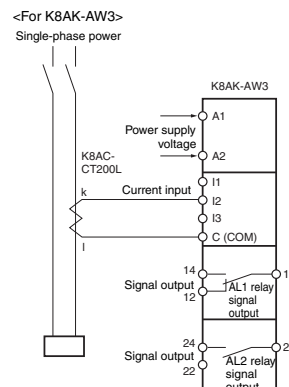 <For K8AK-AW3>
Single-phase power
K8AK-AW3
A1
Power supply
voltage
A2
K8AC-
CT200L
k
Current input
I1
I2
I3
l
C (COM)
14
Signal output
12
1
AL1 relay
signal
output
24
Signal output
22
2
AL2 relay
signal
output